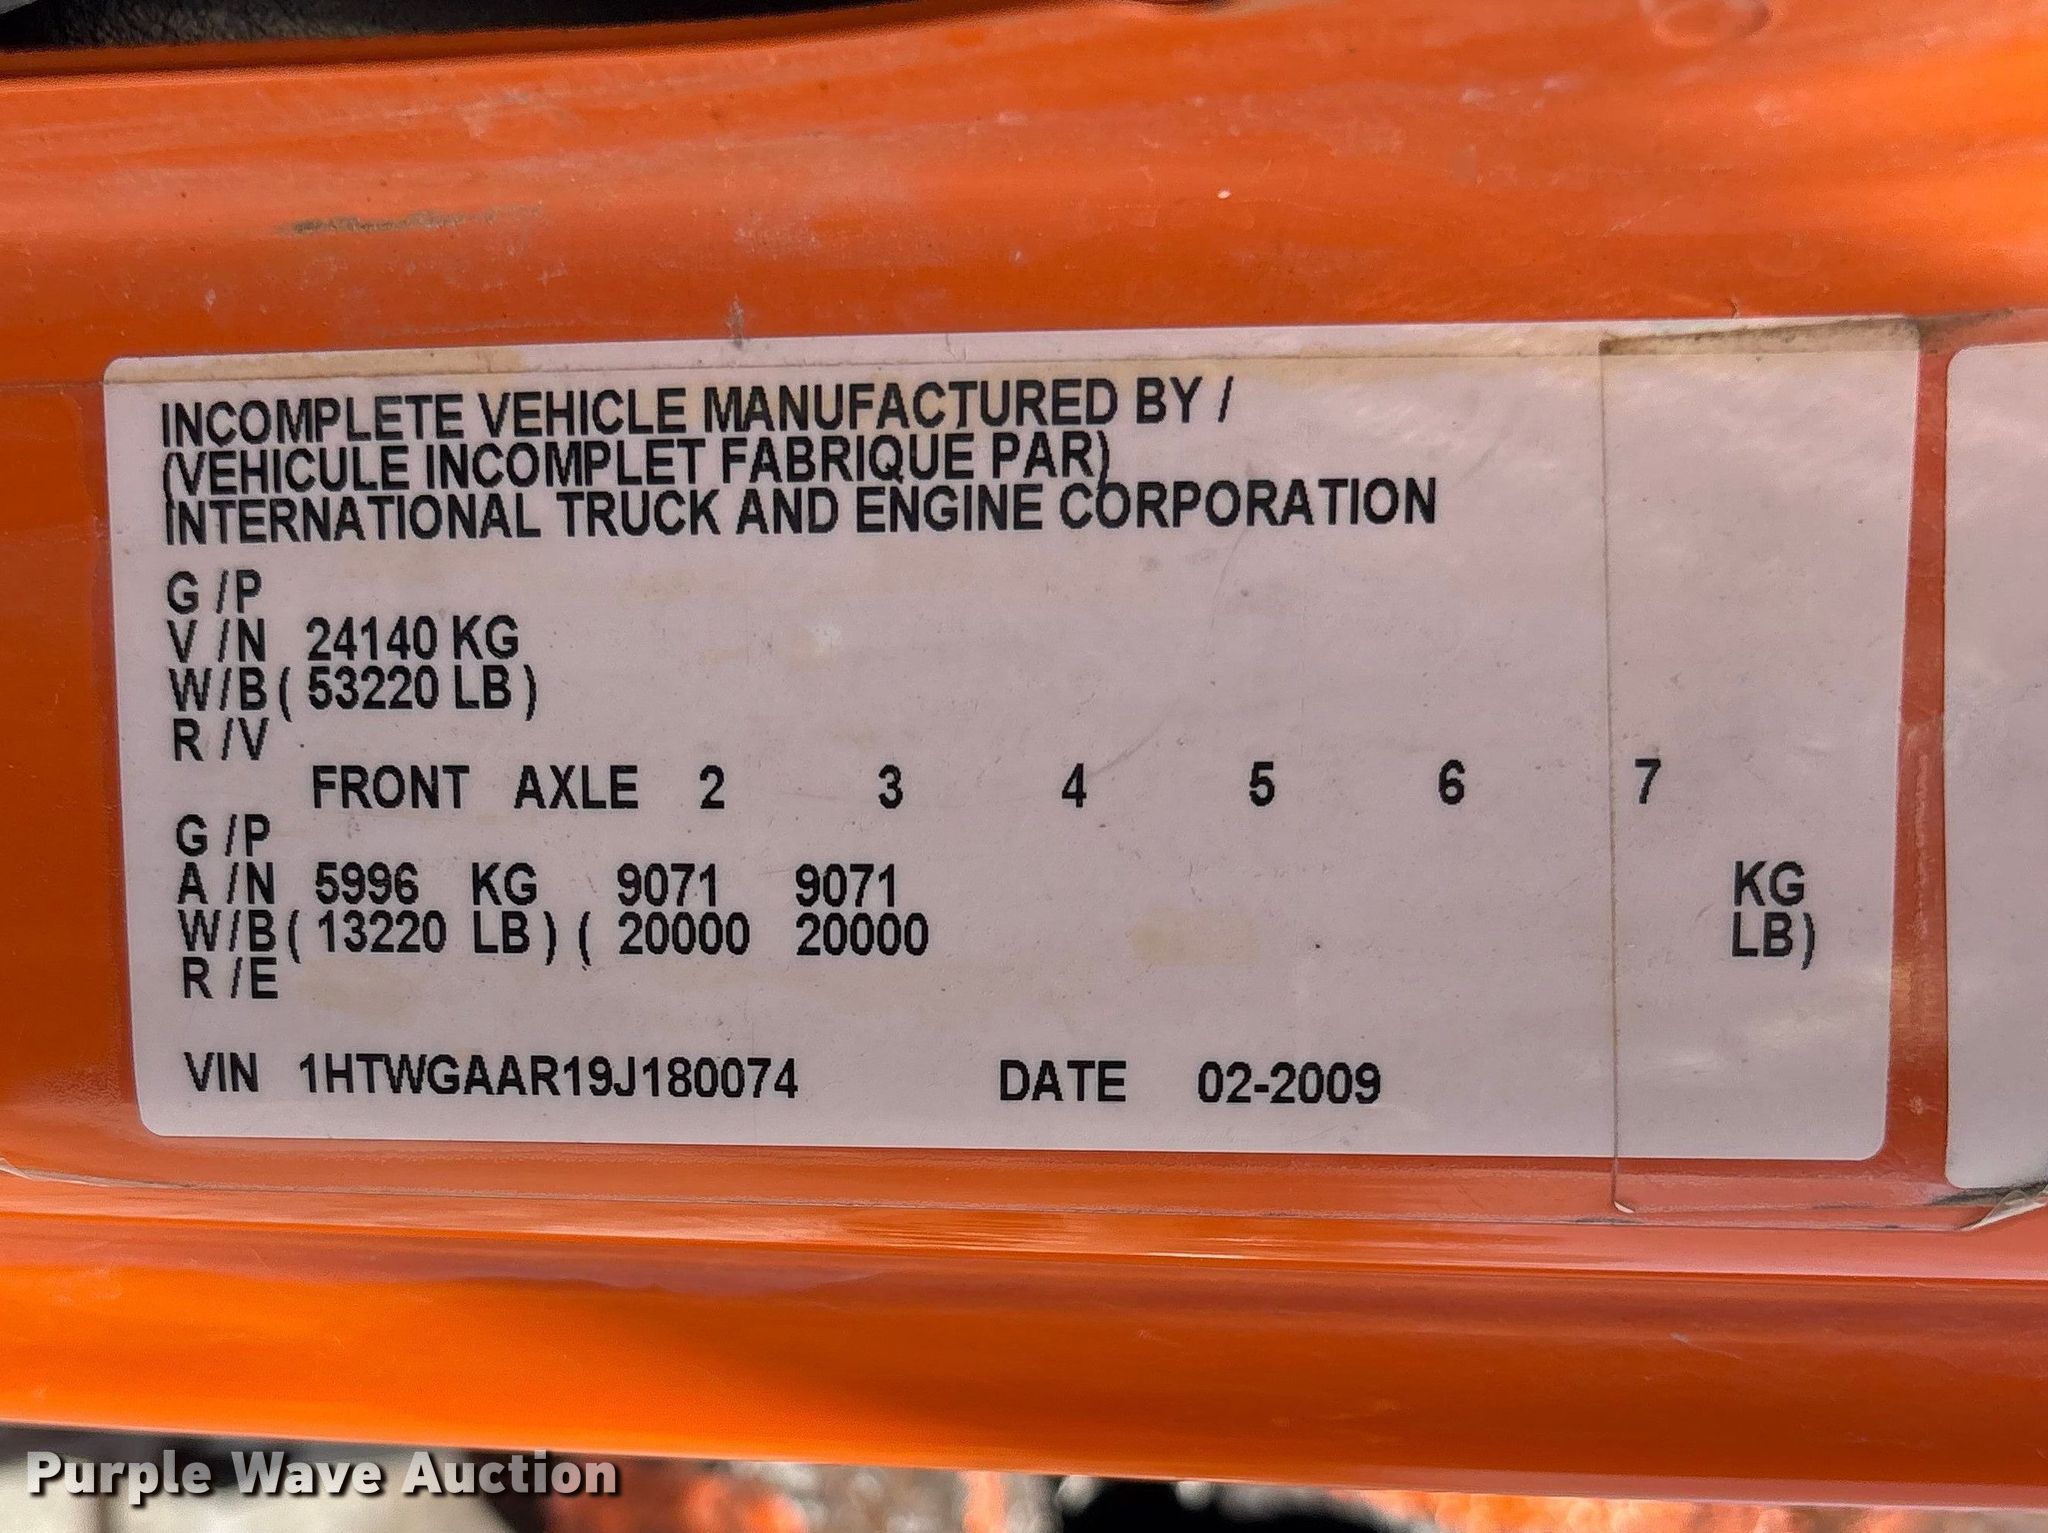 INCOMPLETE VEHICLE MANUFACTURED BY /
(VEHICULE INCOMPLET FABRIQUE PAR)
INTERNATIONAL TRUCK AND ENGINE CORPORATION
G /P
V /N 24140 KG
W/B ( 53220 LB )
R /V
FRONT AXLE 2 3 4 5 6 7
G /P
A /N 5996 KG 9071 9071 KG
W/B ( 13220 LB ) ( 20000 20000 LB)
R /E
VIN 1HTWGAAR19J180074 DATE 02-2009
Purple Wave Auction